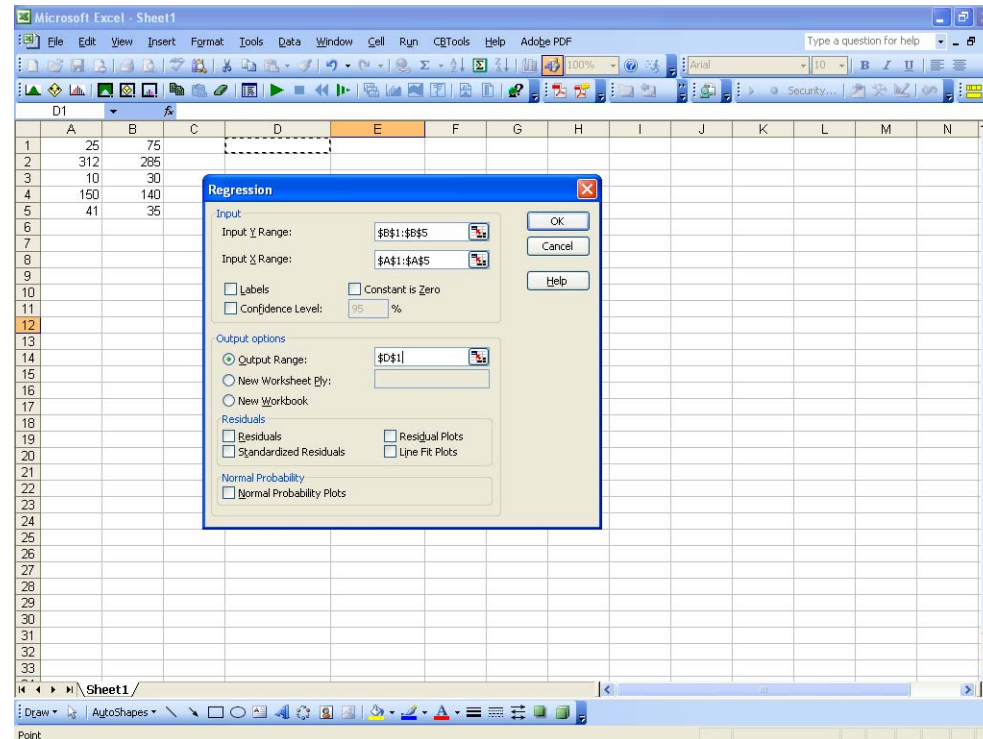 Microsoft Excel - Sheet1
File Edit View Insert Format Tools Data Window Cell Run CBTools Help Adobe PDF Type a question for help
100% Arial 10 B I U
Security...
D1 fx
A B C D E F G H I J K L M N
1 25 75
2 312 285
3 10 30
4 150 140
5 41 35
6
7
8
9
10
11
12
13
14
15
16
17
18
19
20
21
22
23
24
25
26
27
28
29
30
31
32
33
Regression
Input
Input Y Range: $B$1:$B$5
Input X Range: $A$1:$A$5
Labels Constant is Zero
Confidence Level: 95 %
OK
Cancel
Help
Output options
Output Range: $D$1
New Worksheet Ply:
New Workbook
Residuals
Residuals Residual Plots
Standardized Residuals Line Fit Plots
Normal Probability
Normal Probability Plots
Sheet1
Draw AutoShapes
Point